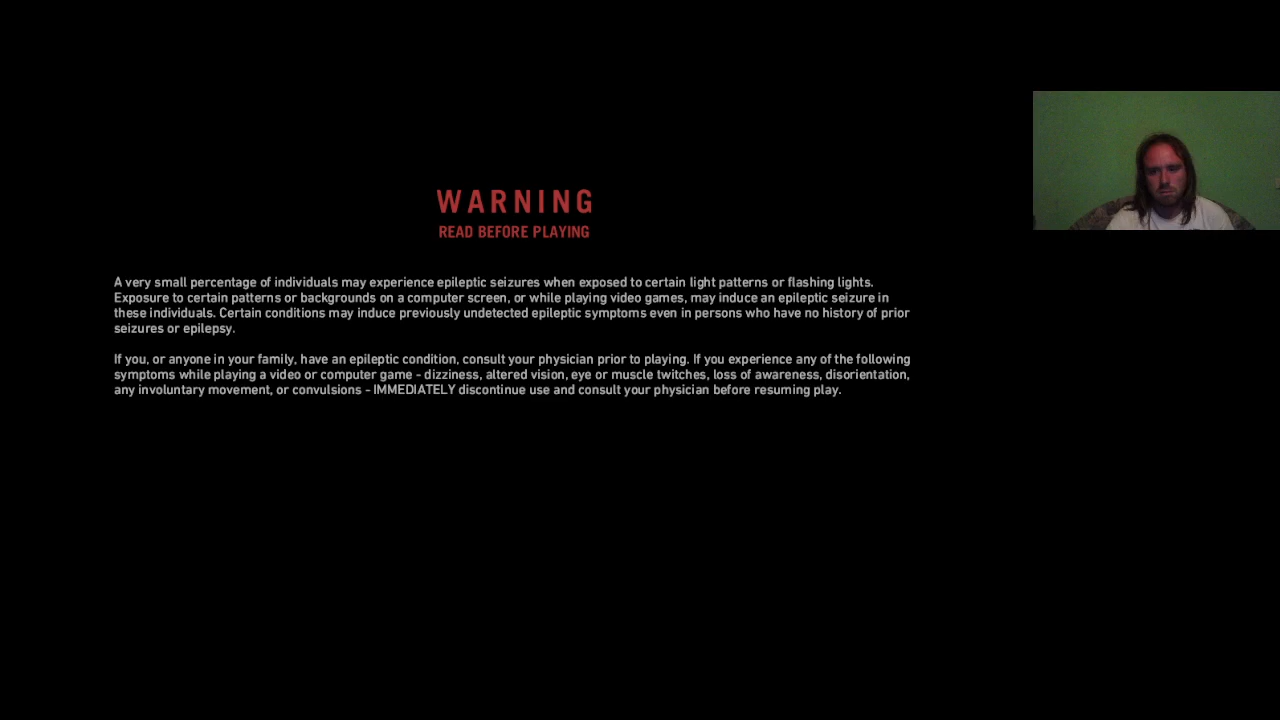 WARNING
READ BEFORE PLAYING
A very small percentage of individuals may experience epileptic seizures when exposed to certain light patterns or flashing lights.
Exposure to certain patterns or backgrounds on a computer screen, or while playing video games, may induce an epileptic seizure in
these individuals. Certain conditions may induce previously undetected epileptic symptoms even in persons who have no history of prior
seizures or epilepsy.
If you, or anyone in your family, have an epileptic condition, consult your physician prior to playing. If you experience any of the following
symptoms while playing a video or computer game - dizziness, altered vision, eye or muscle twitches, loss of awareness, disorientation,
any involuntary movement, or convulsions - IMMEDIATELY discontinue use and consult your physician before resuming play.